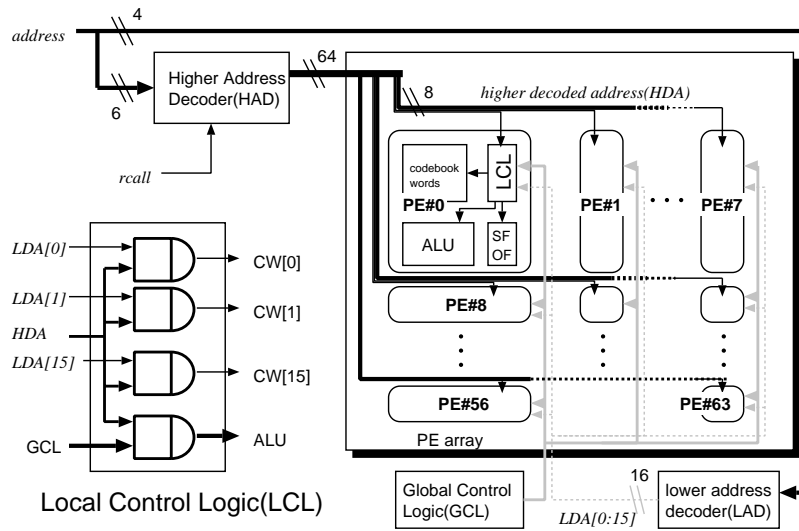 address
4
6
Higher Address
Decoder(HAD)
64
8
higher decoded address(HDA)
rcall
codebook
words
LCL
PE#0
ALU
SF
OF
PE#1
PE#7
LDA[0]
CW[0]
LDA[1]
CW[1]
HDA
LDA[15]
CW[15]
GCL
ALU
PE#8
PE#56
PE#63
PE array
Local Control Logic(LCL)
Global Control
Logic(GCL)
16
LDA[0:15]
lower address
decoder(LAD)